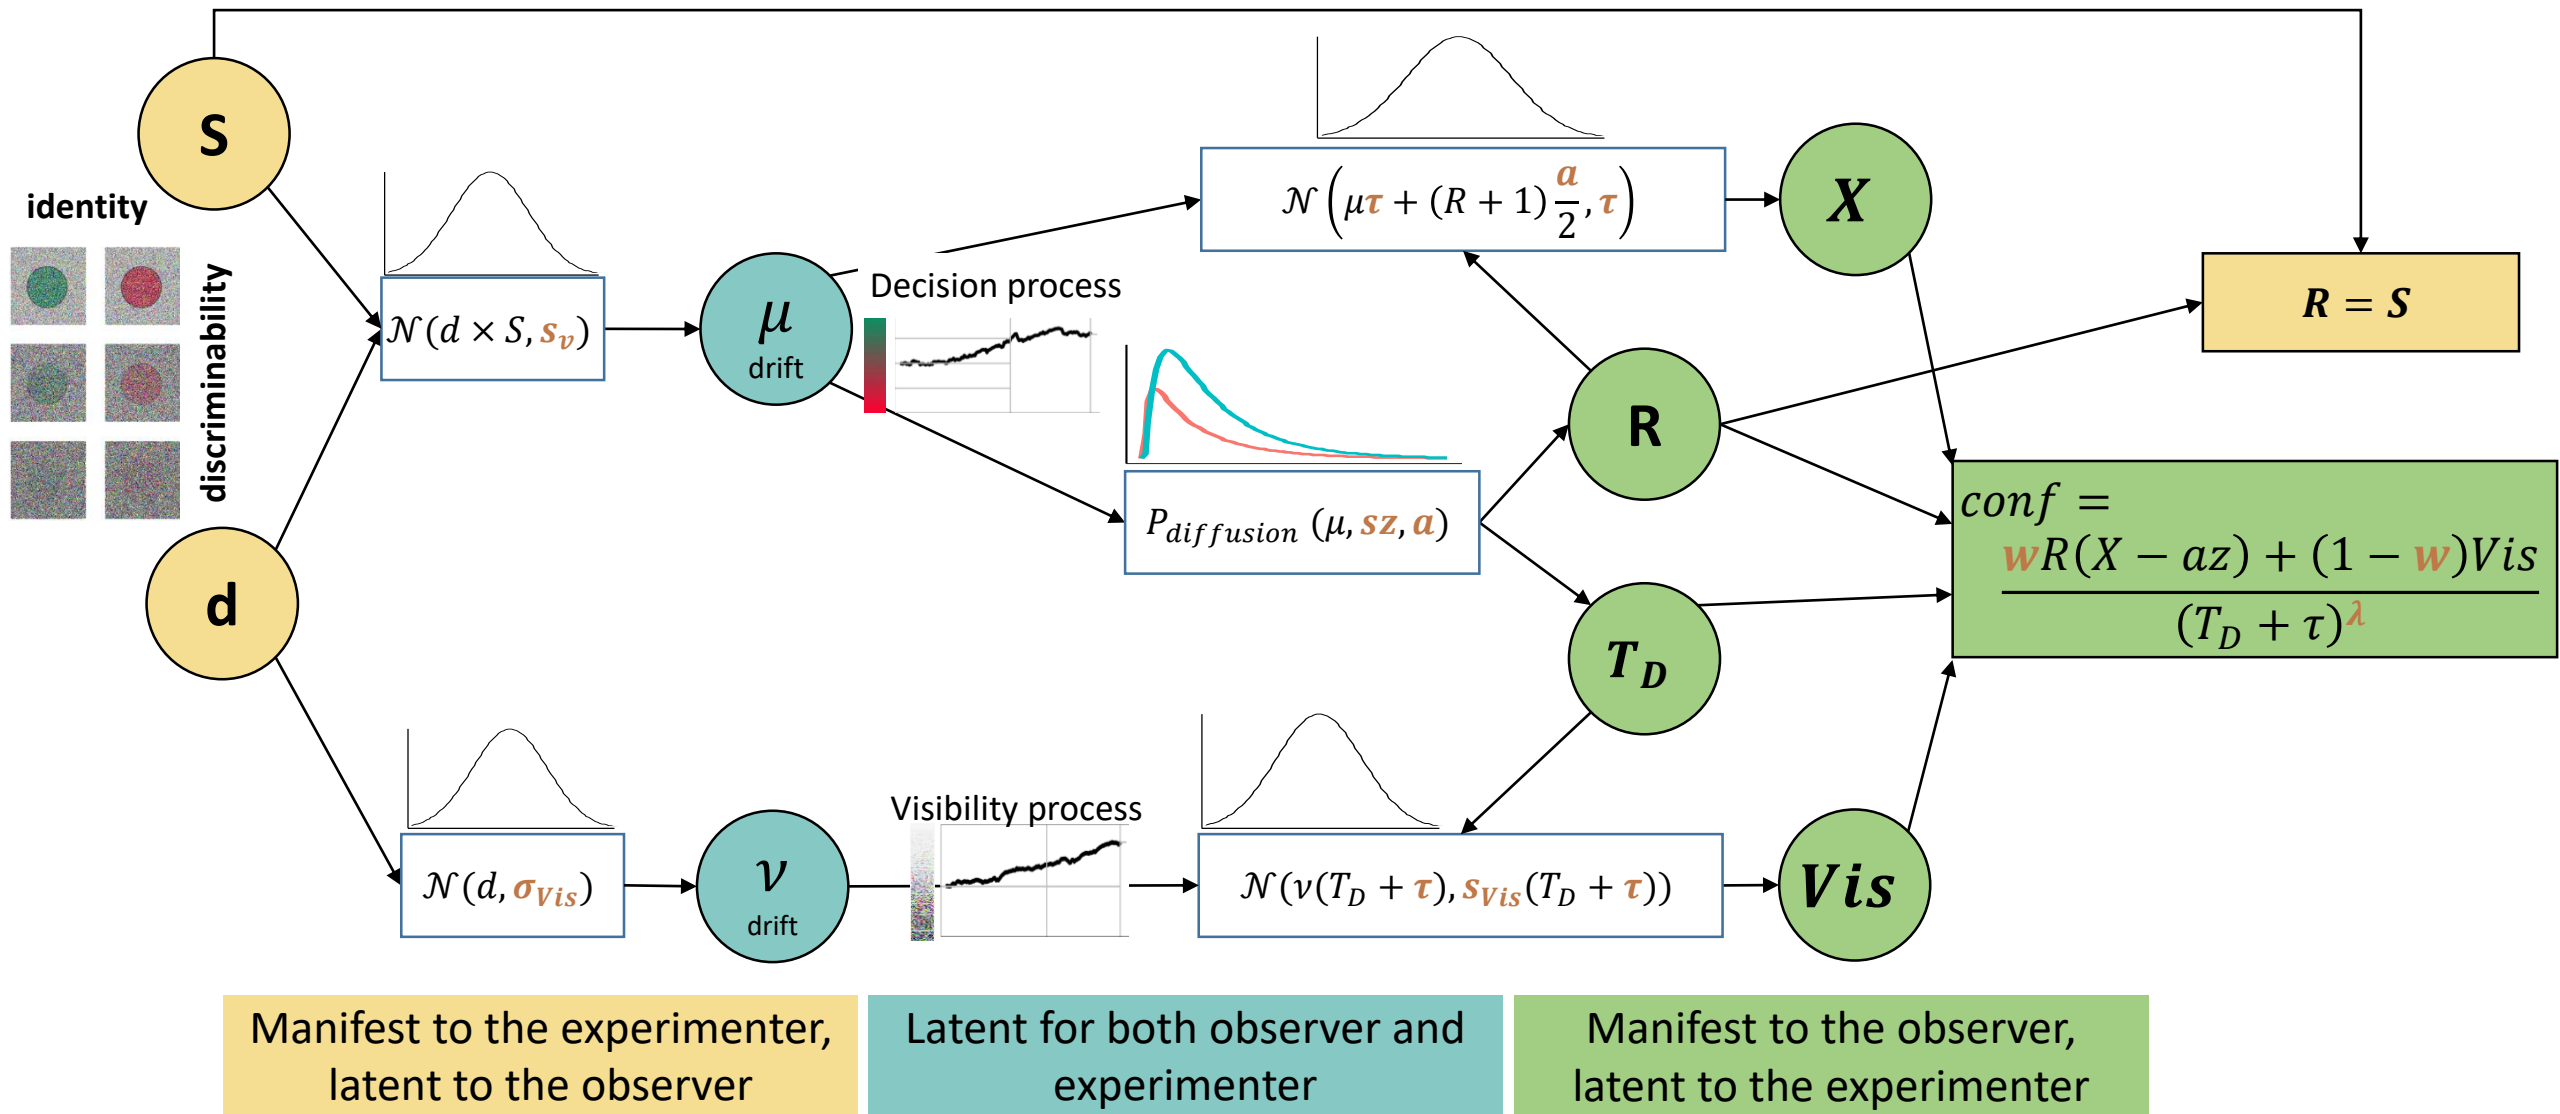 S
identity
discriminability
d
𝒩(d × S, s_v)
μ
drift
Decision process
𝒩(μτ + (R + 1) a/2, τ)
X
R = S
P_diffusion (μ, sz, a)
R
T_D
conf =
wR(X − az) + (1 − w)Vis
(T_D + τ)^λ
𝒩(d, σ_Vis)
ν
drift
Visibility process
𝒩(ν(T_D + τ), s_Vis(T_D + τ))
Vis
Manifest to the experimenter,
latent to the observer
Latent for both observer and
experimenter
Manifest to the observer,
latent to the experimenter